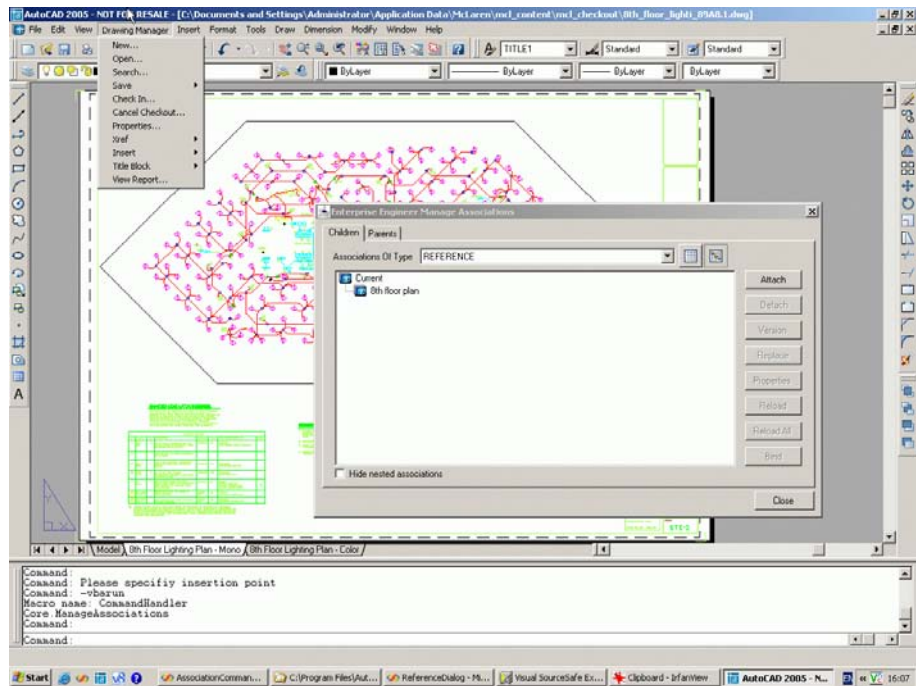 AutoCAD 2005 - NOT FOR RESALE - [C:\Documents and Settings\Administrator\Application Data\McLaren\mcl_content\mcl_checkout\8th_floor_lighti_89A8.1.dwg]
File Edit View Drawing Manager Insert Format Tools Draw Dimension Modify Window Help
TITLE1 Standard Standard
ByLayer ByLayer ByLayer ByLayer
New...
Open...
Search...
Save
Check In...
Cancel Checkout...
Properties...
Xref
Insert
Title Block
View Report...
Enterprise Engineer Manage Associations
Children Parents
Associations Of Type REFERENCE
Current
8th floor plan
Attach
Detach
Version
Replace
Properties
Reload
Reload All
Bind
Hide nested associations
Close
A
Model 8th Floor Lighting Plan - Mono 8th Floor Lighting Plan - Color
Command:
Command: Please specifiy insertion point
Command: -vbarun
Macro name: CommandHandler
Core.ManageAssociations
Command:
Command:
Start AssociationComman... C:\Program Files\Aut... ReferenceDialog - Mi... Visual SourceSafe Ex... Clipboard - IrfanView AutoCAD 2005 - N... 16:07